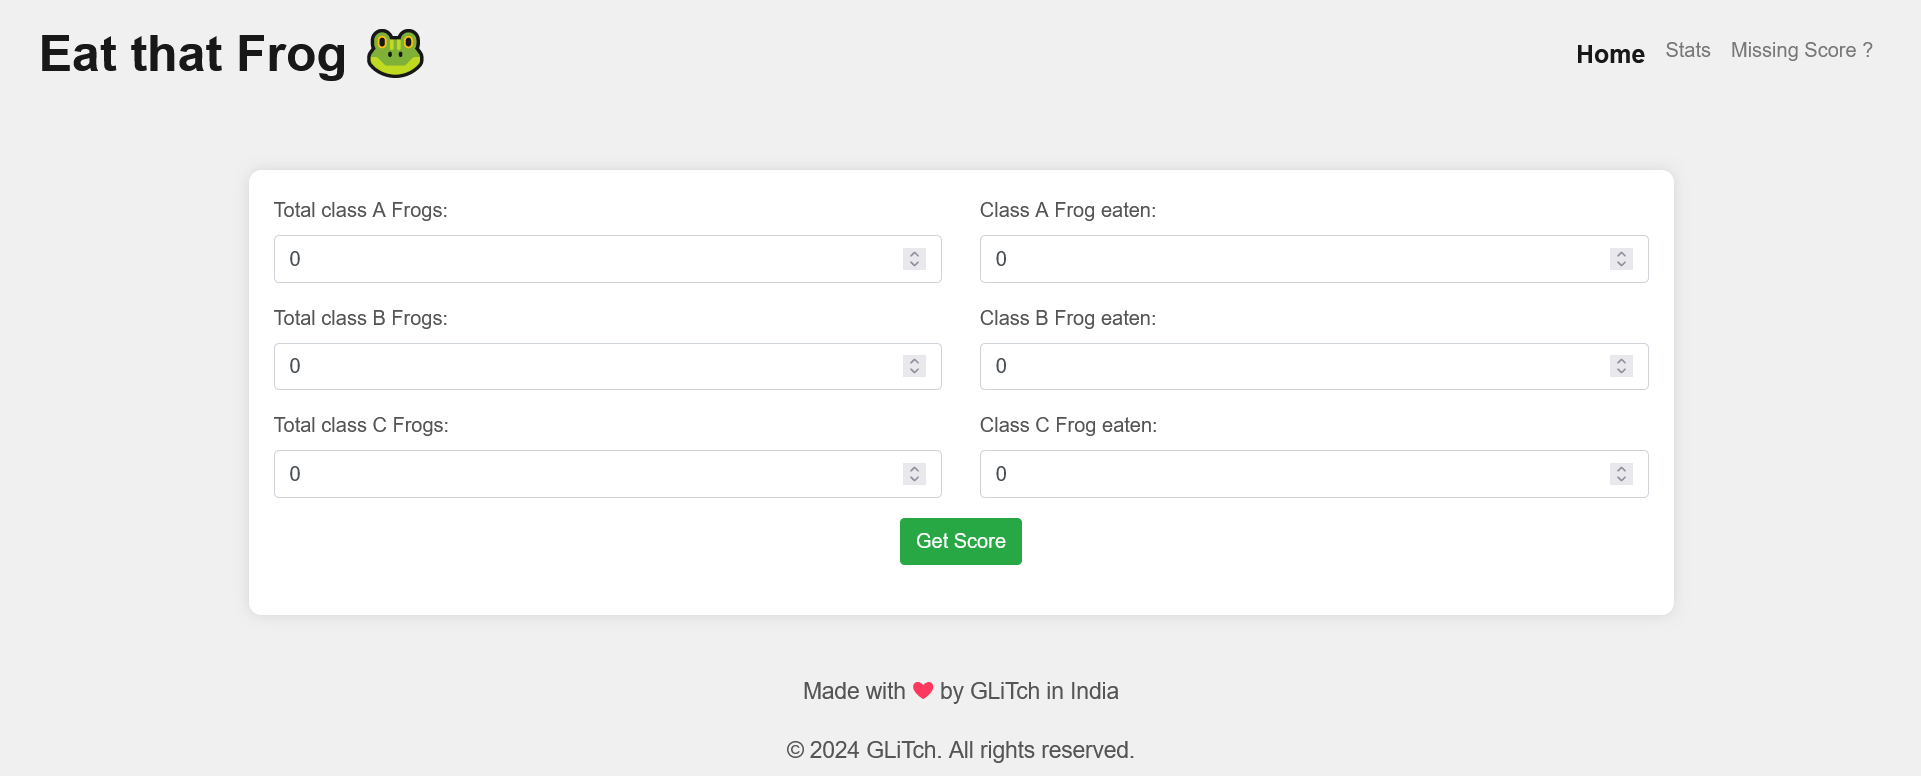 Eat that Frog 🐸
Home Stats Missing Score ?
Total class A Frogs: Class A Frog eaten:
0 0
Total class B Frogs: Class B Frog eaten:
0 0
Total class C Frogs: Class C Frog eaten:
0 0
Get Score
Made with ❤️ by GLiTch in India
© 2024 GLiTch. All rights reserved.